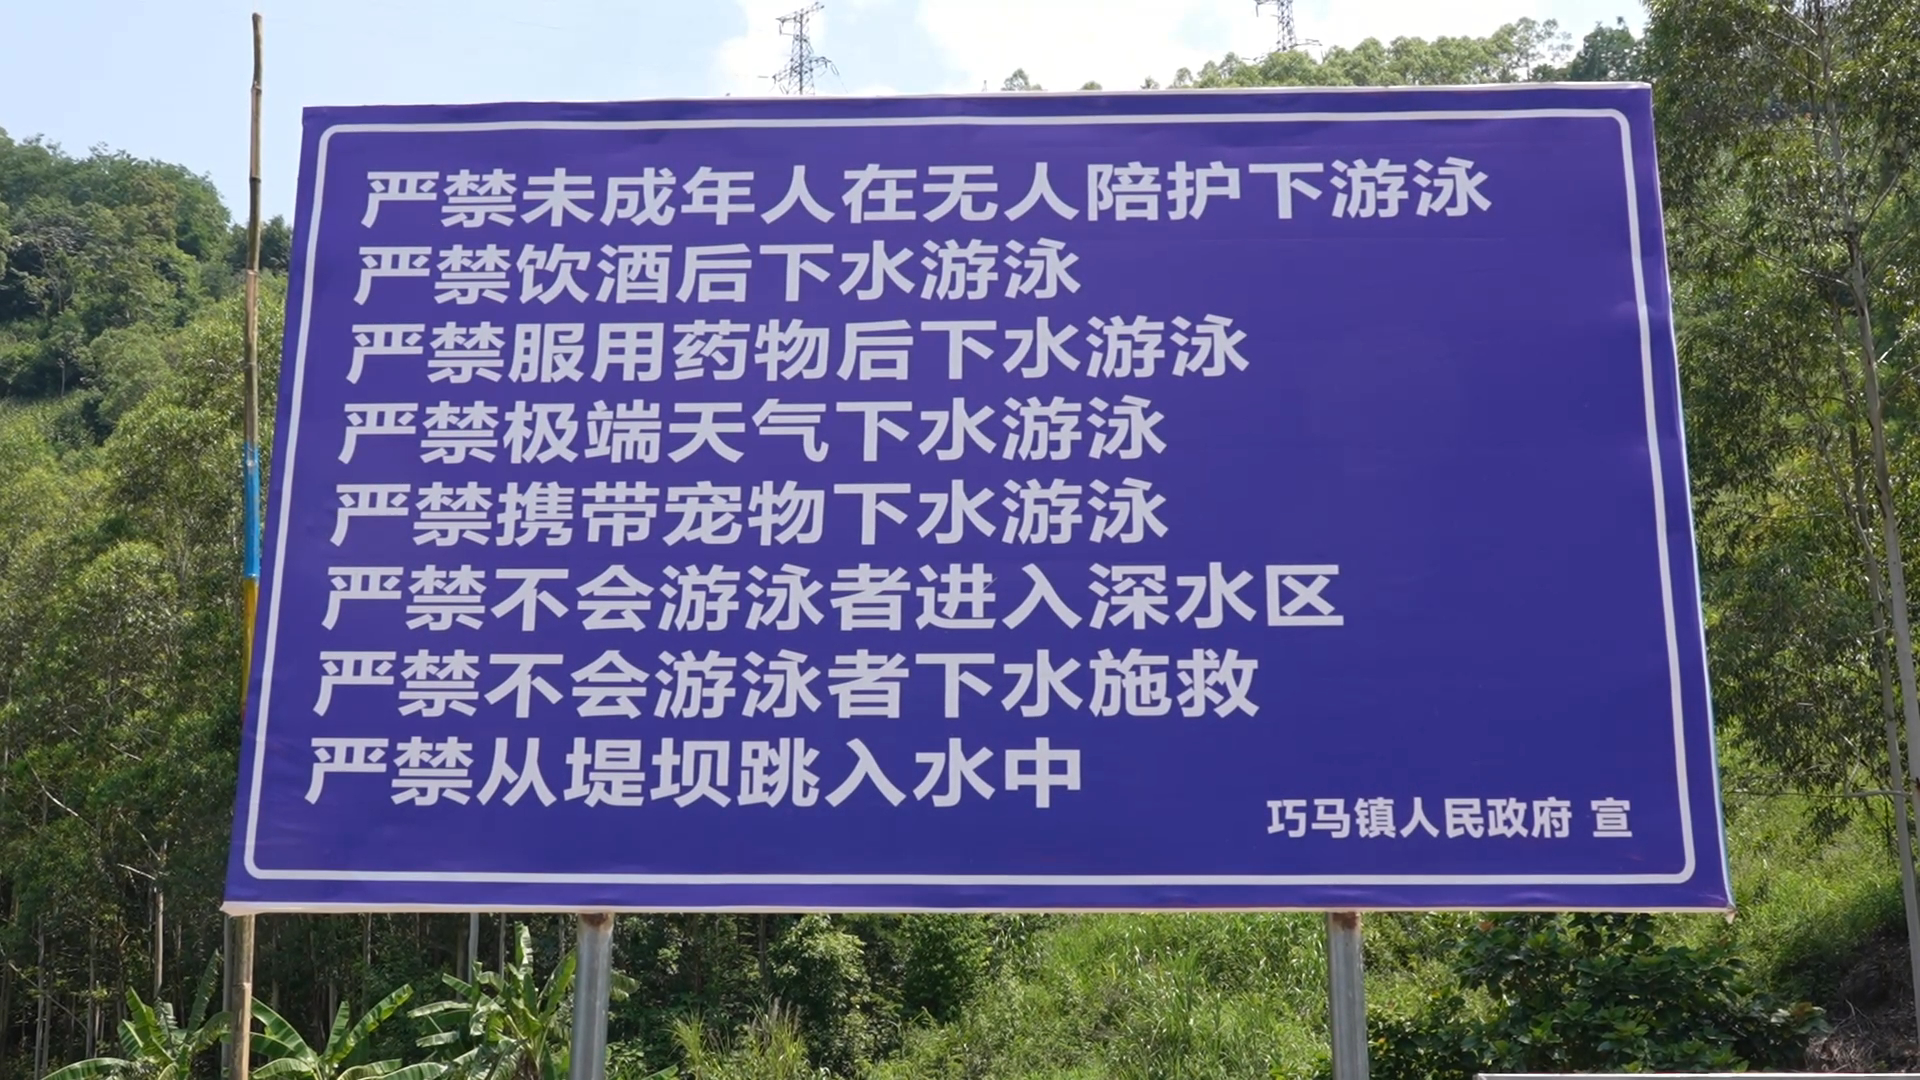 严禁未成年人在无人陪护下游泳
严禁饮酒后下水游泳
严禁服用药物后下水游泳
严禁极端天气下水游泳
严禁携带宠物下水游泳
严禁不会游泳者进入深水区
严禁不会游泳者下水施救
严禁从堤坝跳入水中
巧马镇人民政府 宣